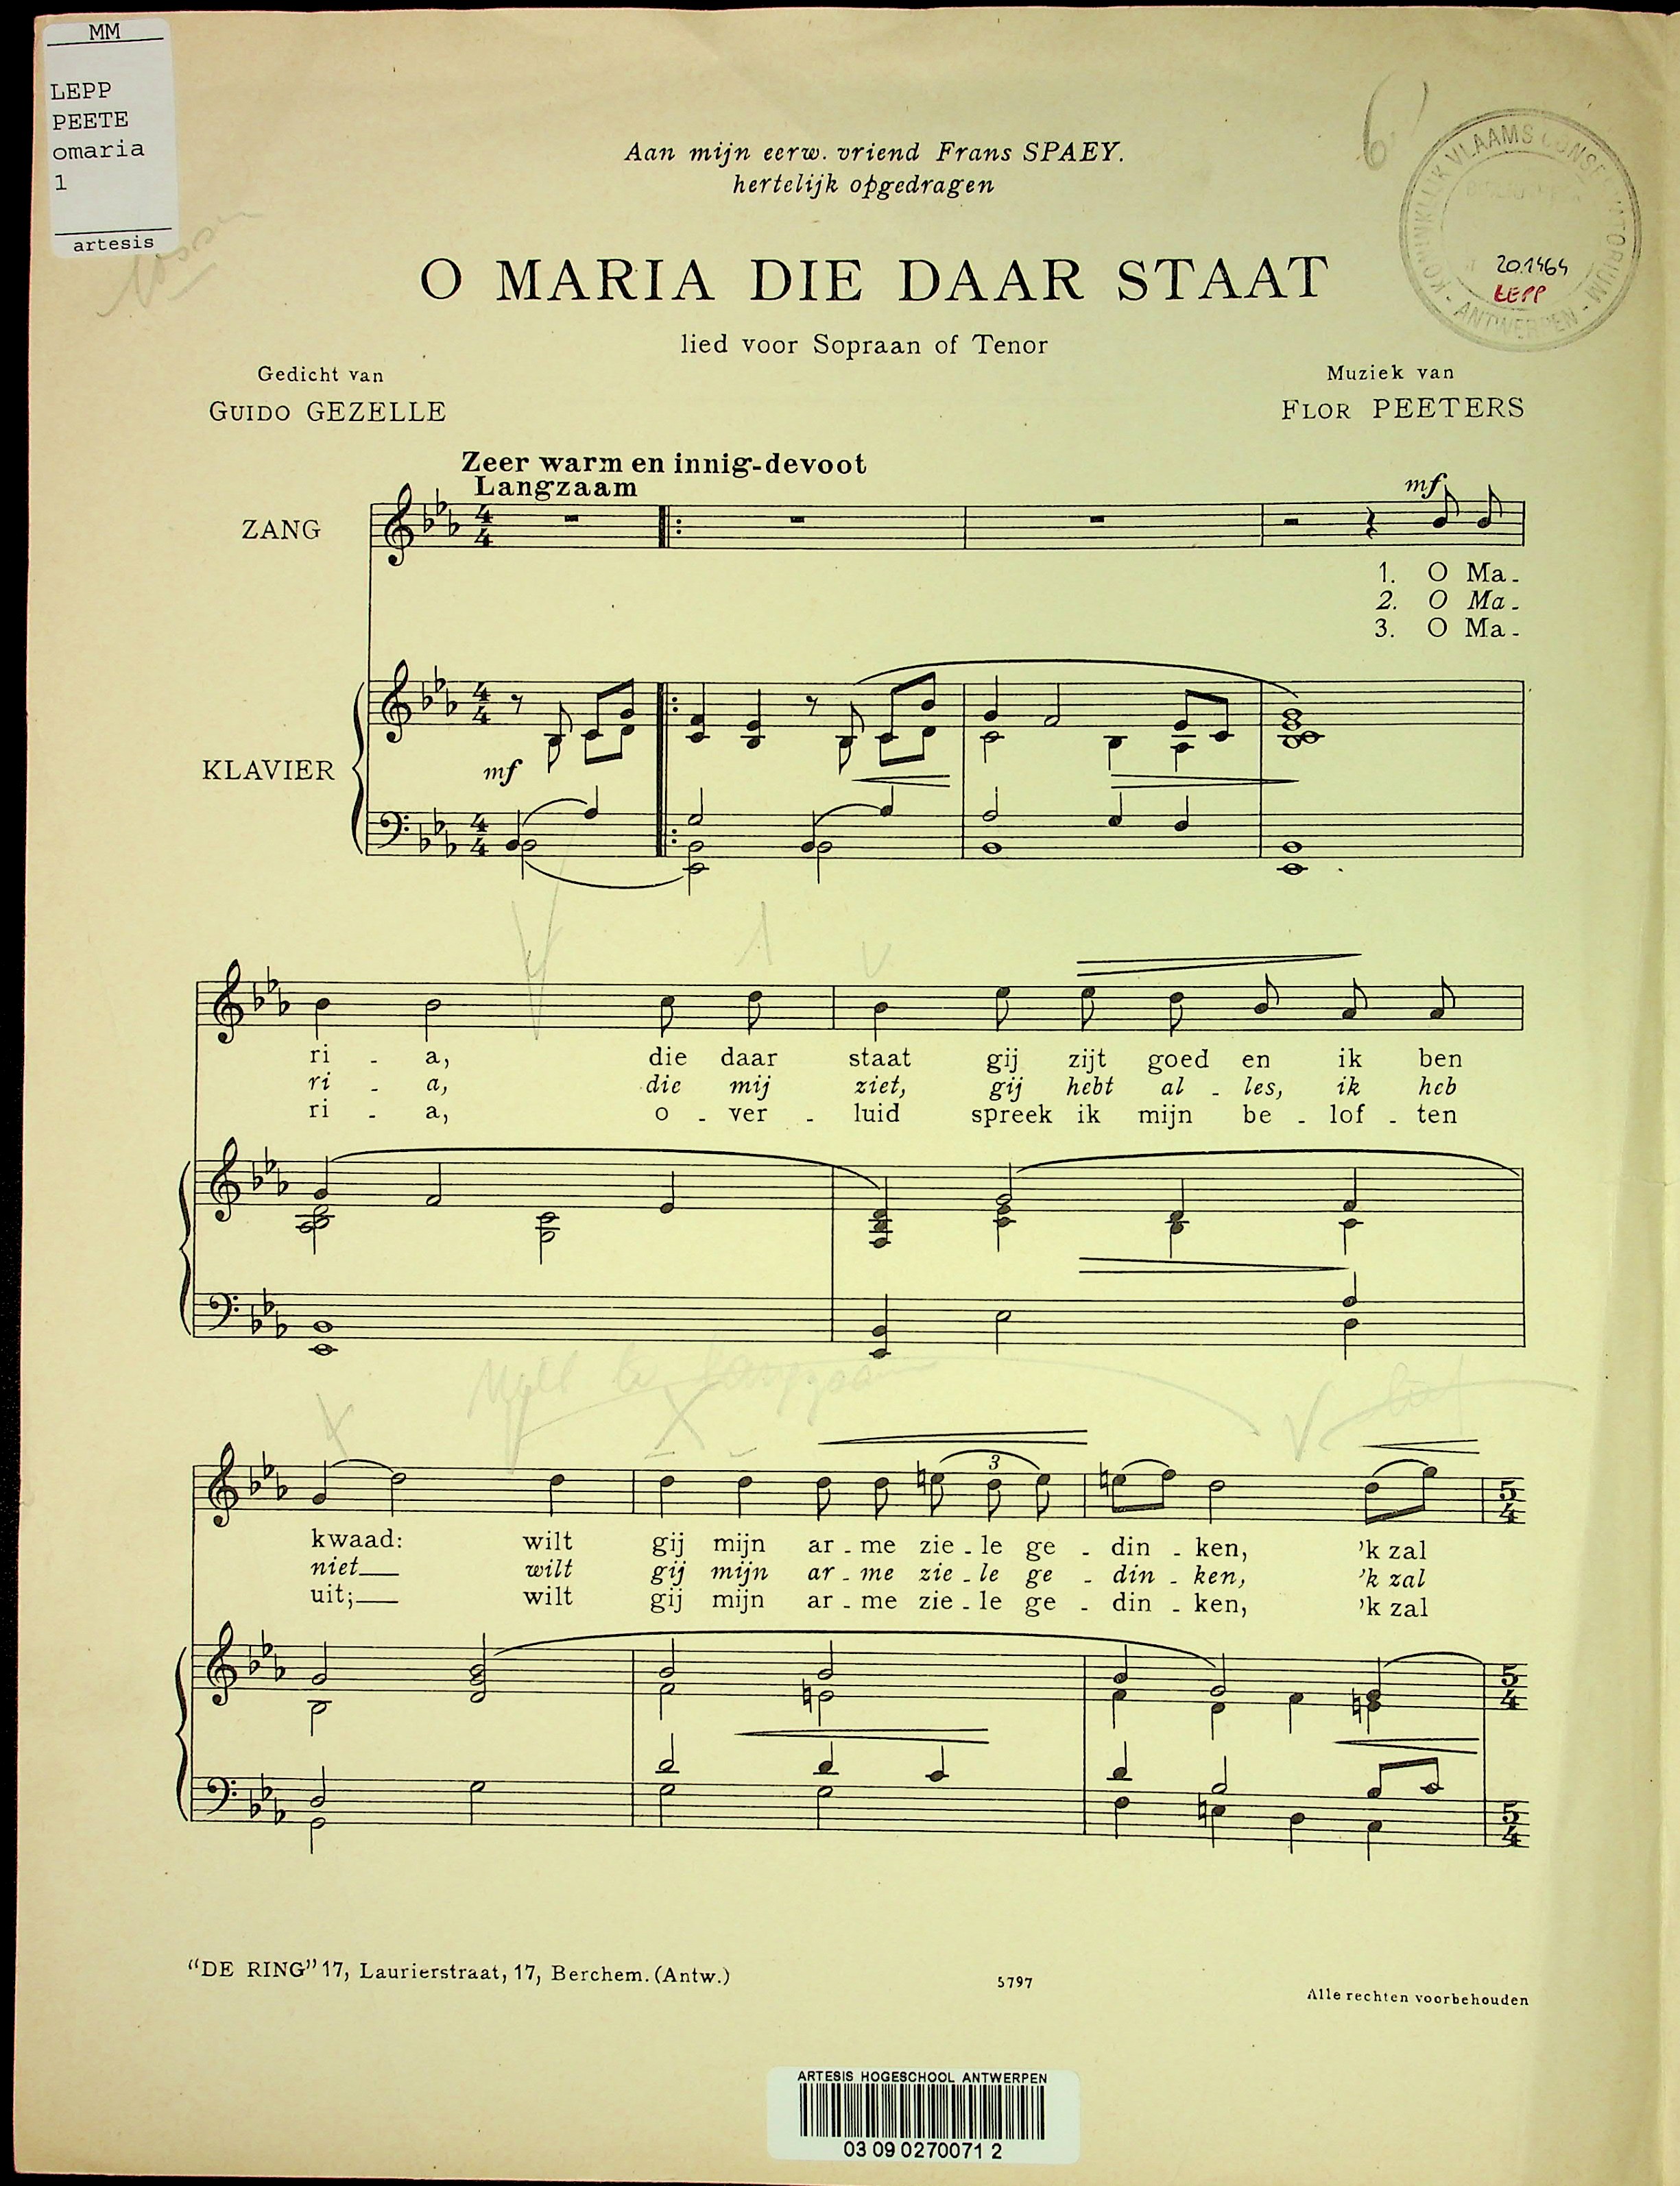 MM
LEPP
PEETE
omaria
1
artesis
6.
Aan mijn eerw. vriend Frans SPAEY.
hertelijk opgedragen
KONINKLIJK VLAAMS CONSERVATORIUM
- ANTWERPEN -
20.1464
LEPP
O MARIA DIE DAAR STAAT
lied voor Sopraan of Tenor
Gedicht van
GUIDO GEZELLE
Muziek van
FLOR PEETERS
Zeer warm en innig-devoot
Langzaam
mf
ZANG
1. O Ma-
2. O Ma-
3. O Ma-
KLAVIER
mf
ri - a, die daar staat gij zijt goed en ik ben
ri - a, die mij ziet, gij hebt al - les, ik heb
ri - a, o - ver - luid spreek ik mijn be - lof - ten
3
kwaad: wilt gij mijn ar - me zie - le ge - din - ken, 'k zal
niet wilt gij mijn ar - me zie - le ge - din - ken, 'k zal
uit; wilt gij mijn ar - me zie - le ge - din - ken, 'k zal
"DE RING" 17, Laurierstraat, 17, Berchem. (Antw.)
5797
Alle rechten voorbehouden
ARTESIS HOGESCHOOL ANTWERPEN
03 09 0270071 2